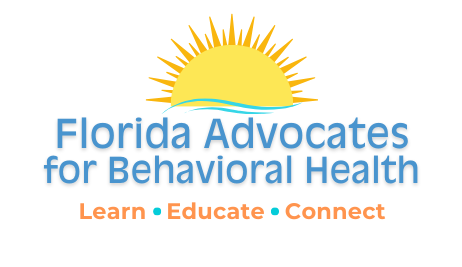 Florida Advocates
for Behavioral Health
Learn • Educate • Connect